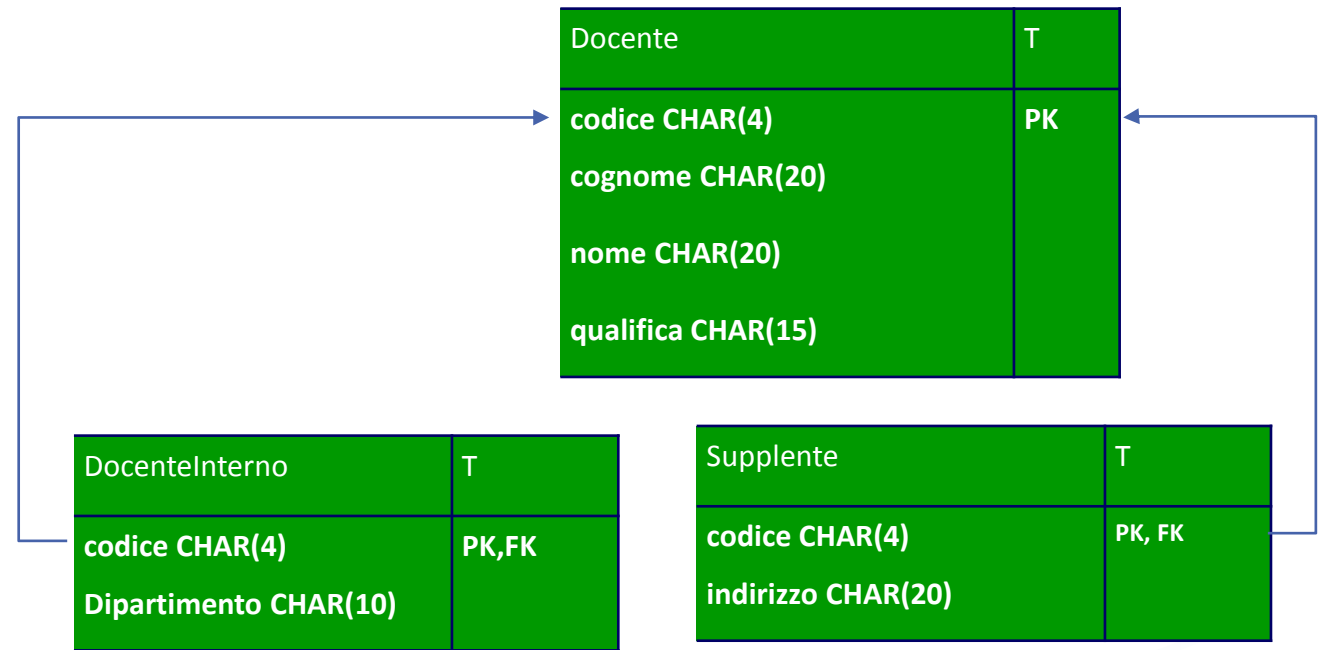 Docente T
codice CHAR(4) PK
cognome CHAR(20)
nome CHAR(20)
qualifica CHAR(15)
DocenteInterno T
codice CHAR(4) PK,FK
Dipartimento CHAR(10)
Supplente T
codice CHAR(4) PK, FK
indirizzo CHAR(20)